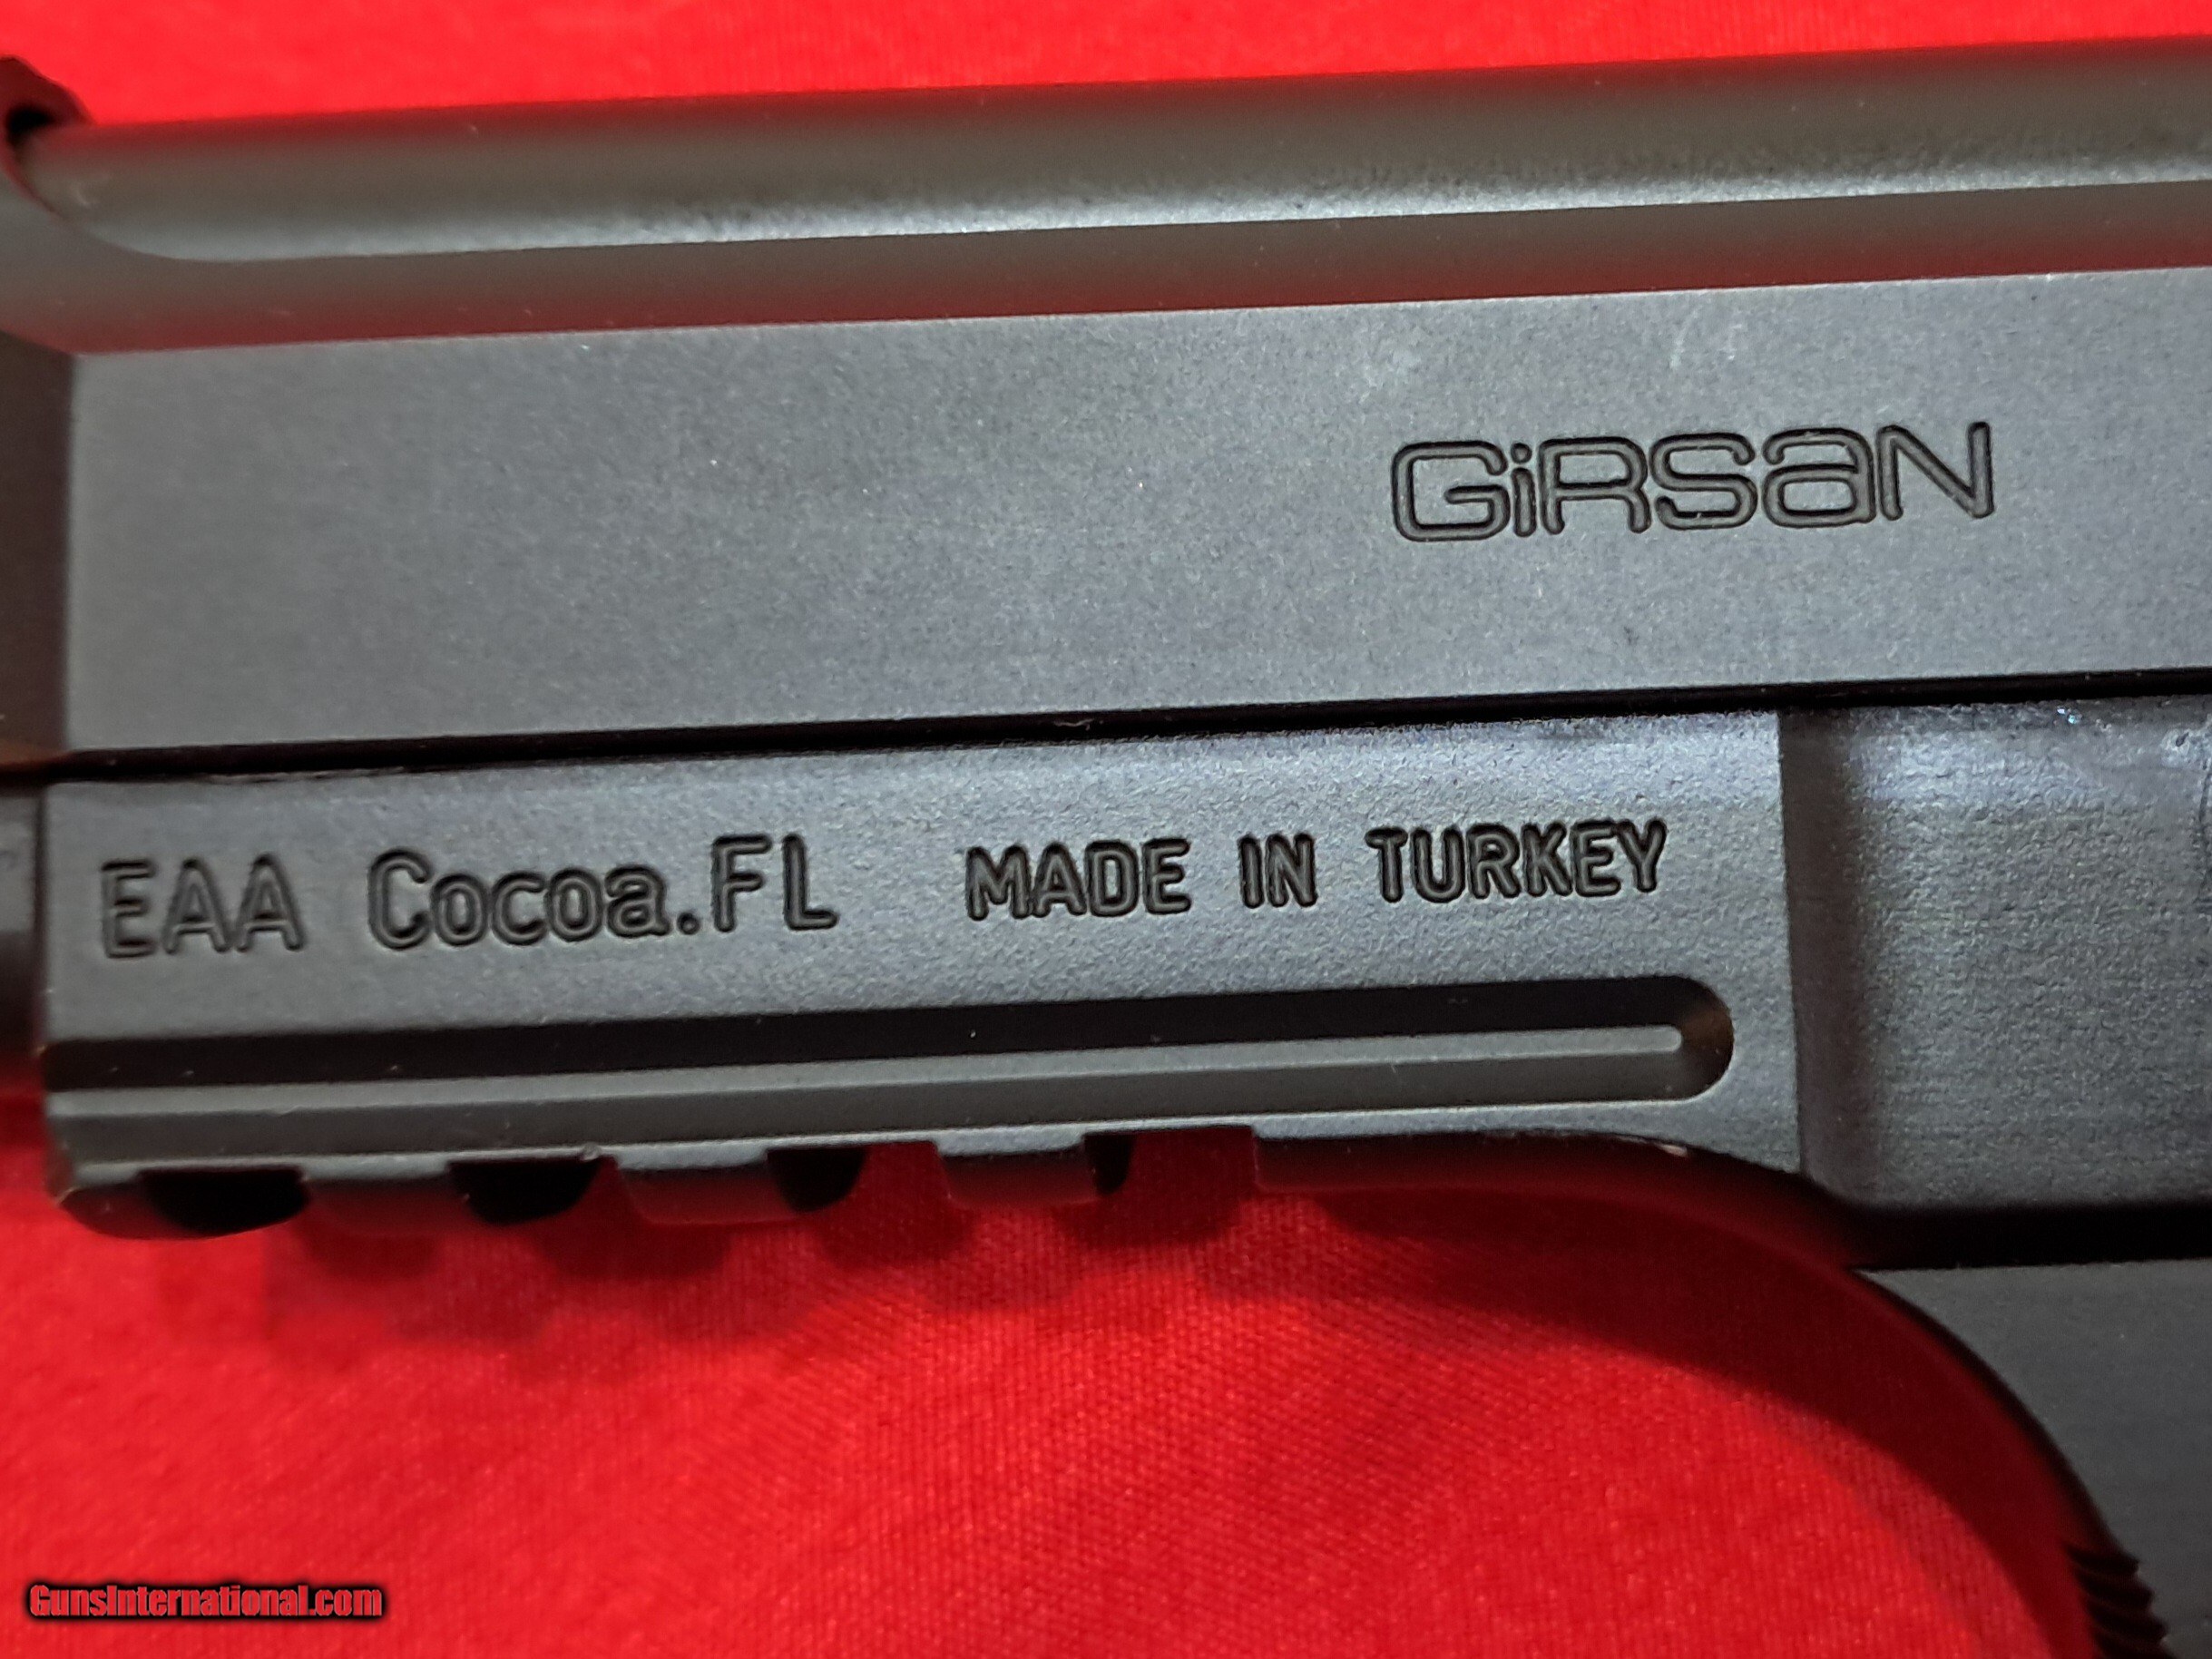 GiRSaN
EAA Cocoa.FL MADE IN TURKEY
GunsInternational.com